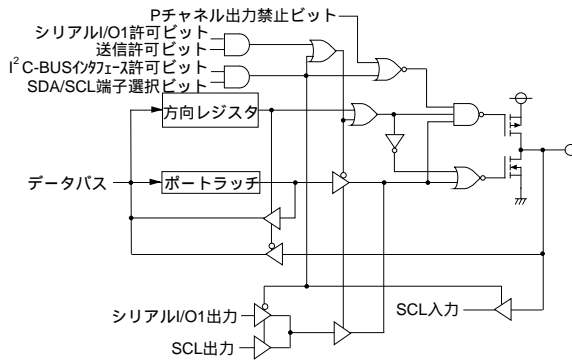 Pチャネル出力禁止ビット
シリアルI/O1許可ビット
送信許可ビット
I²C-BUSインタフェース許可ビット
SDA/SCL端子選択ビット
方向レジスタ
データバス
ポートラッチ
シリアルI/O1出力
SCL入力
SCL出力